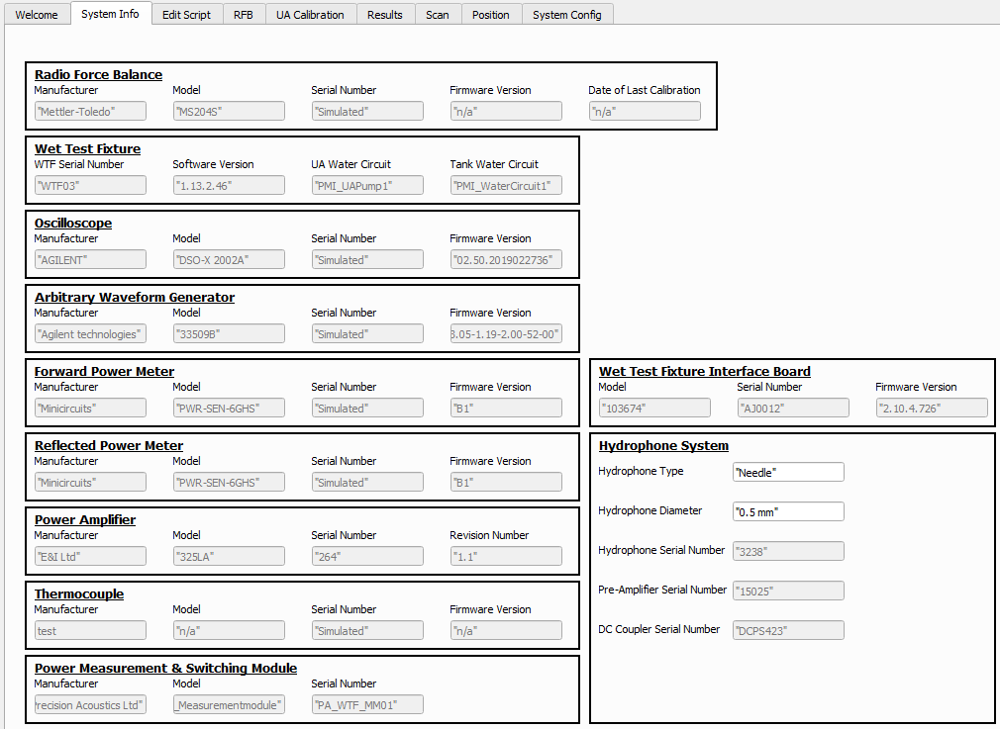 Welcome System Info Edit Script RFB UA Calibration Results Scan Position System Config
Radio Force Balance
Manufacturer Model Serial Number Firmware Version Date of Last Calibration
"Mettler-Toledo" "MS204S" "Simulated" "n/a" "n/a"
Wet Test Fixture
WTF Serial Number Software Version UA Water Circuit Tank Water Circuit
"WTF03" "1.13.2.46" "PMI_UAPump1" "PMI_WaterCircuit1"
Oscilloscope
Manufacturer Model Serial Number Firmware Version
"AGILENT" "DSO-X 2002A" "Simulated" "02.50.2019022736"
Arbitrary Waveform Generator
Manufacturer Model Serial Number Firmware Version
"Agilent technologies" "33509B" "Simulated" 3.05-1.19-2.00-52-00"
Forward Power Meter
Manufacturer Model Serial Number Firmware Version
"Minicircuits" "PWR-SEN-6GHS" "Simulated" "B1"
Reflected Power Meter
Manufacturer Model Serial Number Firmware Version
"Minicircuits" "PWR-SEN-6GHS" "Simulated" "B1"
Power Amplifier
Manufacturer Model Serial Number Revision Number
"E&I Ltd" "325LA" "264" "1.1"
Thermocouple
Manufacturer Model Serial Number Firmware Version
test "n/a" "Simulated" "n/a"
Power Measurement & Switching Module
Manufacturer Model Serial Number
Precision Acoustics Ltd" _Measurementmodule" "PA_WTF_MM01"
Wet Test Fixture Interface Board
Model Serial Number Firmware Version
"103674" "AJ0012" "2.10.4.726"
Hydrophone System
Hydrophone Type "Needle"
Hydrophone Diameter "0.5 mm"
Hydrophone Serial Number "3238"
Pre-Amplifier Serial Number "15025"
DC Coupler Serial Number "DCPS423"